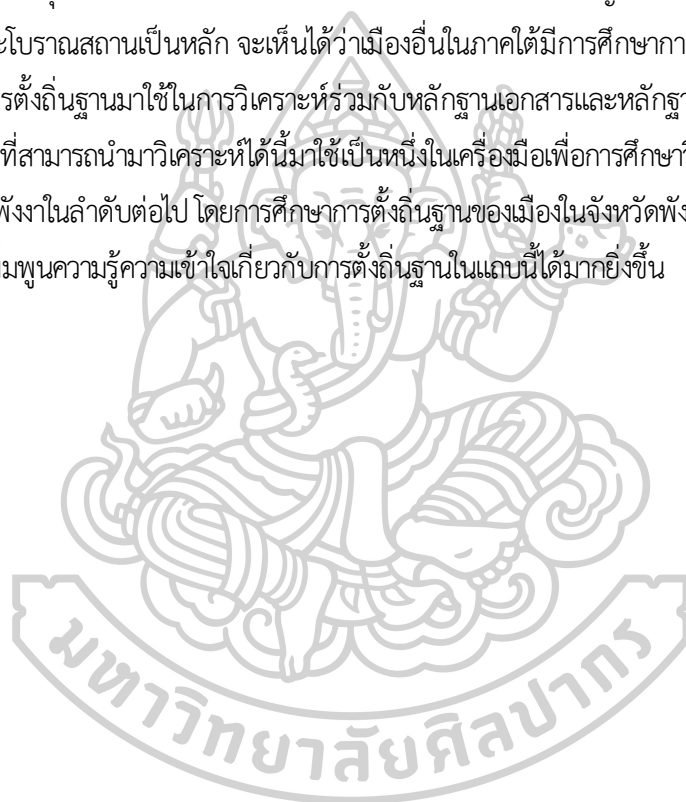 ะโบราณสถานเป็นหลัก จะเห็นได้ว่าเมืองอื่นในภาคใต้มีการศึกษากา
รตั้งถิ่นฐานมาใช้ในการวิเคราะห์ร่วมกับหลักฐานเอกสารและหลักฐา
ที่สามารถนำมาวิเคราะห์ได้นี้มาใช้เป็นหนึ่งในเครื่องมือเพื่อการศึกษาวิ
พังงาในลำดับต่อไป โดยการศึกษาการตั้งถิ่นฐานของเมืองในจังหวัดพัง
มพูนความรู้ความเข้าใจเกี่ยวกับการตั้งถิ่นฐานในแถบนี้ได้มากยิ่งขึ้น
มหาวิทยาลัยศิลปากร